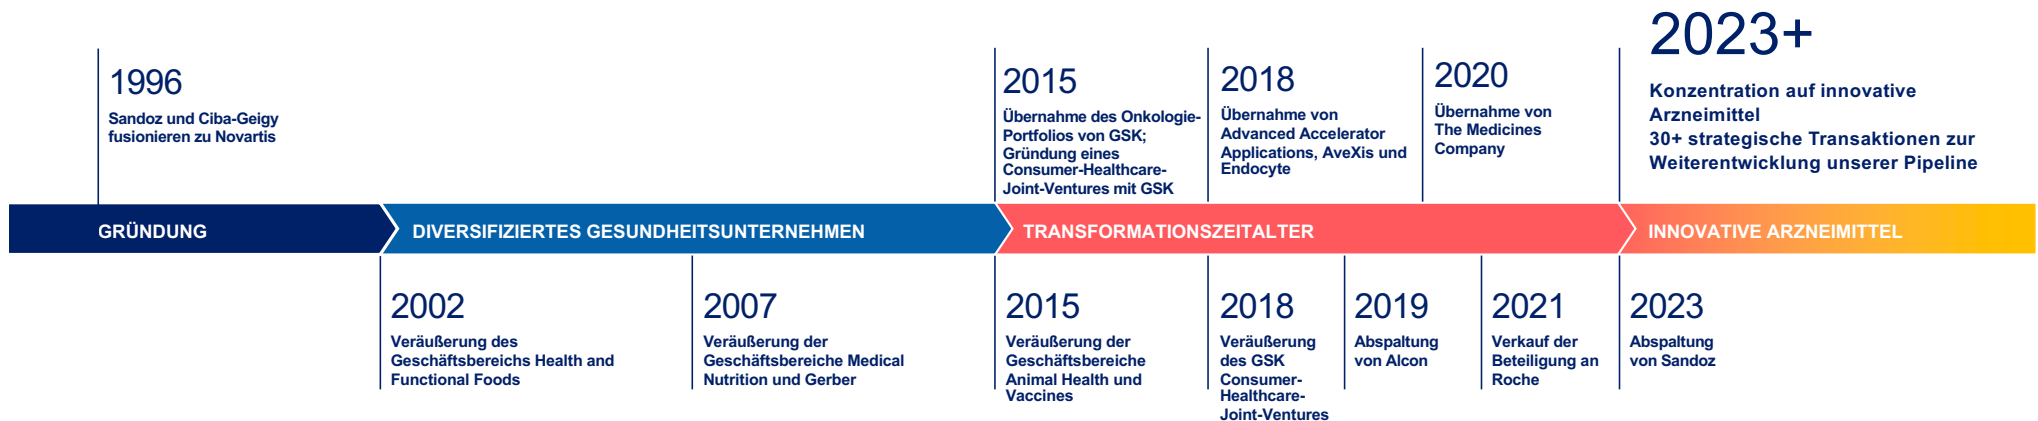 1996
Sandoz und Ciba-Geigy
fusionieren zu Novartis
2015
Übernahme des Onkologie-
Portfolios von GSK;
Gründung eines
Consumer-Healthcare-
Joint-Ventures mit GSK
2018
Übernahme von
Advanced Accelerator
Applications, AveXis und
Endocyte
2020
Übernahme von
The Medicines
Company
2023+
Konzentration auf innovative
Arzneimittel
30+ strategische Transaktionen zur
Weiterentwicklung unserer Pipeline
GRÜNDUNG
DIVERSIFIZIERTES GESUNDHEITSUNTERNEHMEN
TRANSFORMATIONSZEITALTER
INNOVATIVE ARZNEIMITTEL
2002
Veräußerung des
Geschäftsbereichs Health and
Functional Foods
2007
Veräußerung der
Geschäftsbereiche Medical
Nutrition und Gerber
2015
Veräußerung der
Geschäftsbereiche
Animal Health und
Vaccines
2018
Veräußerung
des GSK
Consumer-
Healthcare-
Joint-Ventures
2019
Abspaltung
von Alcon
2021
Verkauf der
Beteiligung an
Roche
2023
Abspaltung
von Sandoz